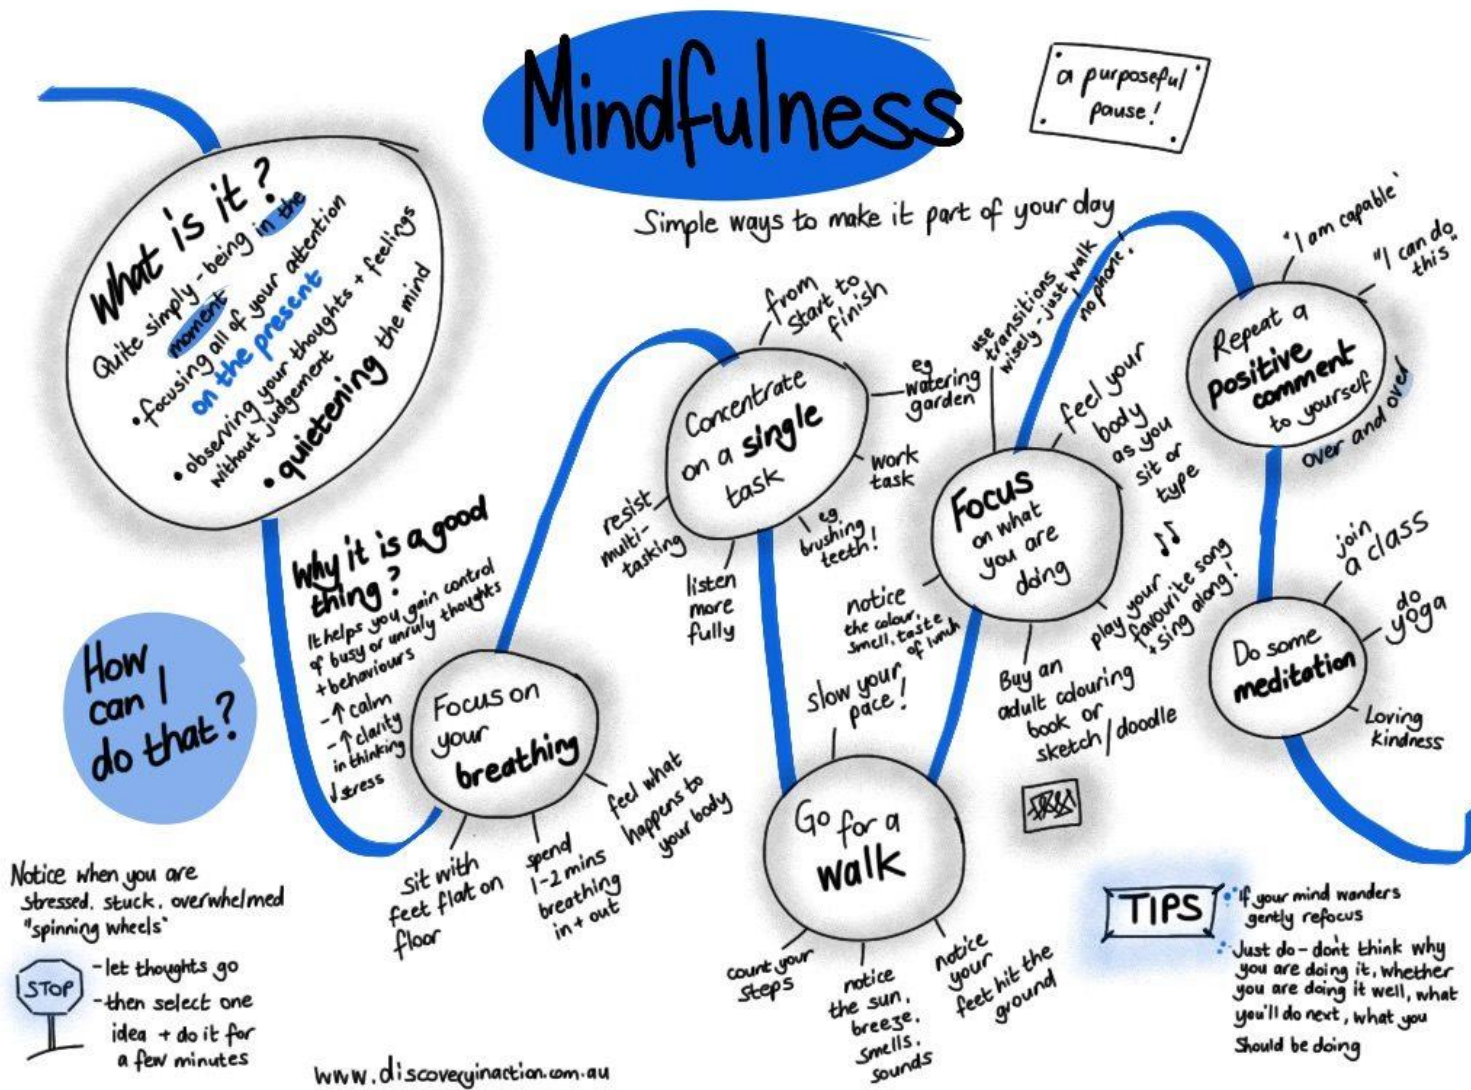 Mindfulness
a purposeful
pause!
Simple ways to make it part of your day
What is it?
Quite simply - being in the
moment
• focusing all of your attention
on the present
• observing your thoughts + feelings
without judgement
• quietening the mind
Why it is a good
thing?
It helps you gain control
of busy or unruly thoughts
+ behaviours
- ↑ calm
- ↑ clarity
in thinking
↓ stress
How
can I
do that?
Notice when you are
stressed, stuck, overwhelmed
"spinning wheels"
STOP
- let thoughts go
- then select one
idea + do it for
a few minutes
Focus on
your
breathing
sit with
feet flat on
floor
spend
1-2 mins
breathing
in + out
feel what
happens to
your body
Concentrate
on a single
task
from
start to
finish
eg
watering
garden
work
task
eg
brushing
teeth!
listen
more
fully
resist
multi-
tasking
Go for a
walk
slow your
pace!
count your
steps
notice
the sun,
breeze,
smells,
sounds
notice
your
feet hit the
ground
Focus
on what
you are
doing
use
transitions
wisely - just walk
no phone!
feel your
body
as you
sit or
type
play your
favourite song
+ sing along!
Buy an
adult colouring
book or
sketch / doodle
notice
the colour,
smell, taste
of lunch
Repeat a
positive
comment
to yourself
over and over
"I am capable"
"I can do
this"
Do some
meditation
join
a class
do
yoga
Loving
kindness
TIPS
• If your mind wanders
gently refocus
• Just do - don't think why
you are doing it, whether
you are doing it well, what
you'll do next, what you
should be doing
www.discoveryinaction.com.au